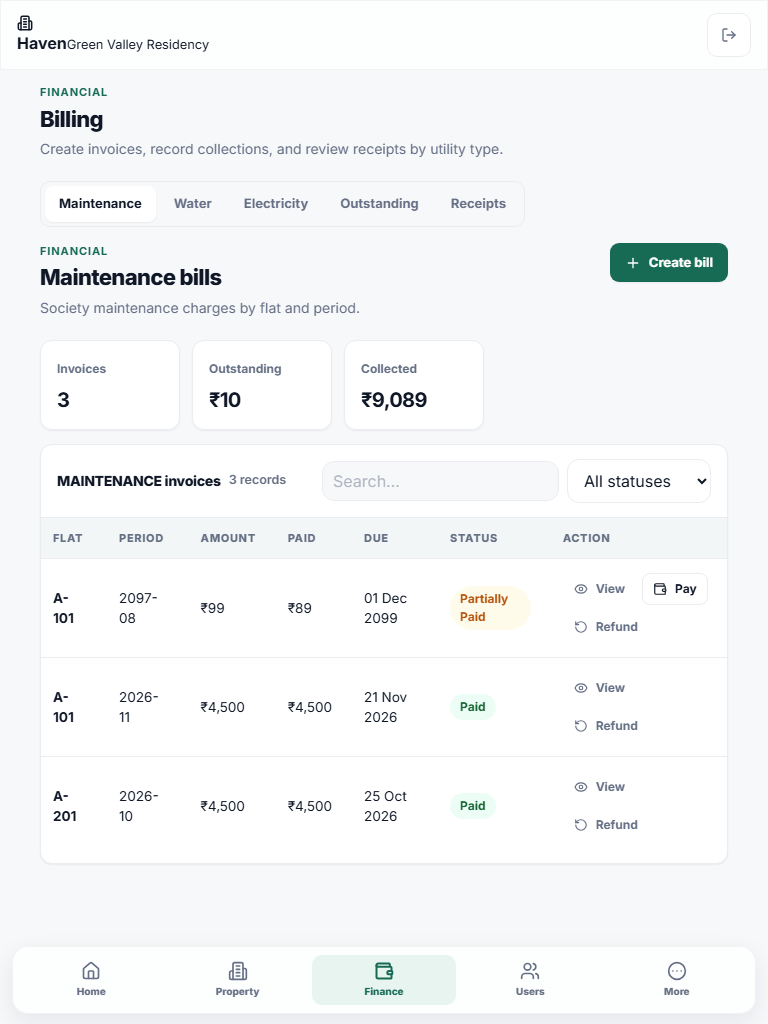 HavenGreen Valley Residency
FINANCIAL
Billing
Create invoices, record collections, and review receipts by utility type.
Maintenance Water Electricity Outstanding Receipts
FINANCIAL
Maintenance bills
Society maintenance charges by flat and period.
Create bill
Invoices
3
Outstanding
₹10
Collected
₹9,089
MAINTENANCE invoices 3 records Search... All statuses
FLAT PERIOD AMOUNT PAID DUE STATUS ACTION
A-
101
2097-
08
₹99
₹89
01 Dec
2099
Partially
Paid
View
Pay
Refund
A-
101
2026-
11
₹4,500
₹4,500
21 Nov
2026
Paid
View
Refund
A-
201
2026-
10
₹4,500
₹4,500
25 Oct
2026
Paid
View
Refund
Home Property Finance Users More